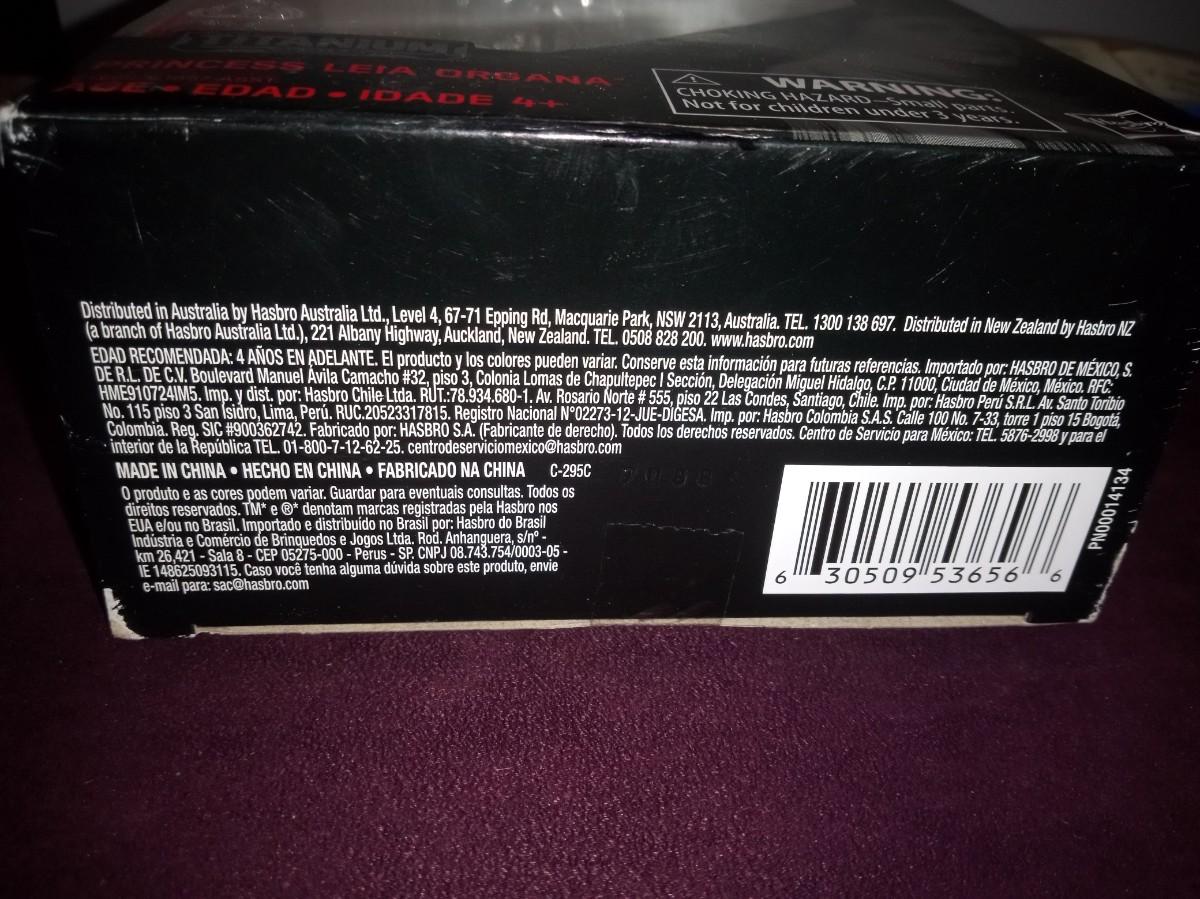 TITANIUM
PRINCESS LEIA ORGANA
AGE • EDAD • IDADE 4+
WARNING:
CHOKING HAZARD–Small parts.
Not for children under 3 years.
Distributed in Australia by Hasbro Australia Ltd., Level 4, 67-71 Epping Rd, Macquarie Park, NSW 2113, Australia. TEL. 1300 138 697. Distributed in New Zealand by Hasbro NZ
(a branch of Hasbro Australia Ltd.), 221 Albany Highway, Auckland, New Zealand. TEL. 0508 828 200. www.hasbro.com
EDAD RECOMENDADA: 4 AÑOS EN ADELANTE. El producto y los colores pueden variar. Conserve esta información para futuras referencias. Importado por: HASBRO DE MÉXICO, S.
DE R.L. DE C.V. Boulevard Manuel Ávila Camacho #32, piso 3, Colonia Lomas de Chapultepec I Sección, Delegación Miguel Hidalgo, C.P. 11000, Ciudad de México, México. RFC:
HME910724IM5. Imp. y dist. por: Hasbro Chile Ltda. RUT.:78.934.680-1. Av. Rosario Norte # 555, piso 22 Las Condes, Santiago, Chile. Imp. por: Hasbro Perú S.R.L. Av. Santo Toribio
No. 115 piso 3 San Isidro, Lima, Perú. RUC.20523317815. Registro Nacional N°02273-12-JUE-DIGESA. Imp. por: Hasbro Colombia S.A.S. Calle 100 No. 7-33, torre 1 piso 15 Bogotá,
Colombia. Reg. SIC #900362742. Fabricado por: HASBRO S.A. (Fabricante de derecho). Todos los derechos reservados. Centro de Servicio para México: TEL. 5876-2998 y para el
interior de la República TEL. 01-800-7-12-62-25. centrodeserviciomexico@hasbro.com
MADE IN CHINA • HECHO EN CHINA • FABRICADO NA CHINA C-295C
O produto e as cores podem variar. Guardar para eventuais consultas. Todos os
direitos reservados. TM* e ®* denotam marcas registradas pela Hasbro nos
EUA e/ou no Brasil. Importado e distribuído no Brasil por: Hasbro do Brasil
Indústria e Comércio de Brinquedos e Jogos Ltda. Rod. Anhanguera, s/nº -
km 26,421 - Sala 8 - CEP 05275-000 - Perus - SP. CNPJ 08.743.754/0003-05 -
IE 148625093115. Caso você tenha alguma dúvida sobre este produto, envie
e-mail para: sac@hasbro.com
6 30509 53656 6
PN00014134